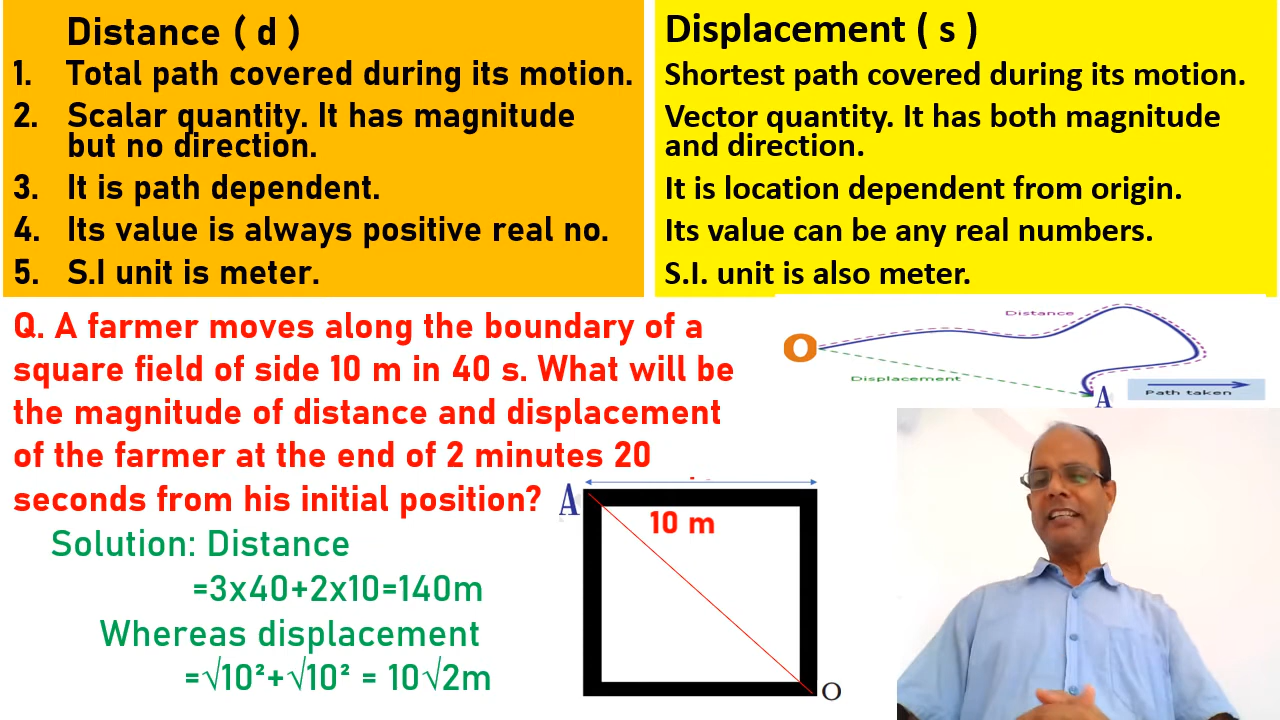 Distance ( d )
1. Total path covered during its motion.
2. Scalar quantity. It has magnitude
but no direction.
3. It is path dependent.
4. Its value is always positive real no.
5. S.I unit is meter.
Displacement ( s )
Shortest path covered during its motion.
Vector quantity. It has both magnitude
and direction.
It is location dependent from origin.
Its value can be any real numbers.
S.I. unit is also meter.
Q. A farmer moves along the boundary of a
square field of side 10 m in 40 s. What will be
the magnitude of distance and displacement
of the farmer at the end of 2 minutes 20
seconds from his initial position?
Solution: Distance
=3x40+2x10=140m
Whereas displacement
=√10²+√10² = 10√2m
Distance
O
Displacement
A
Path taken
A
10 m
O